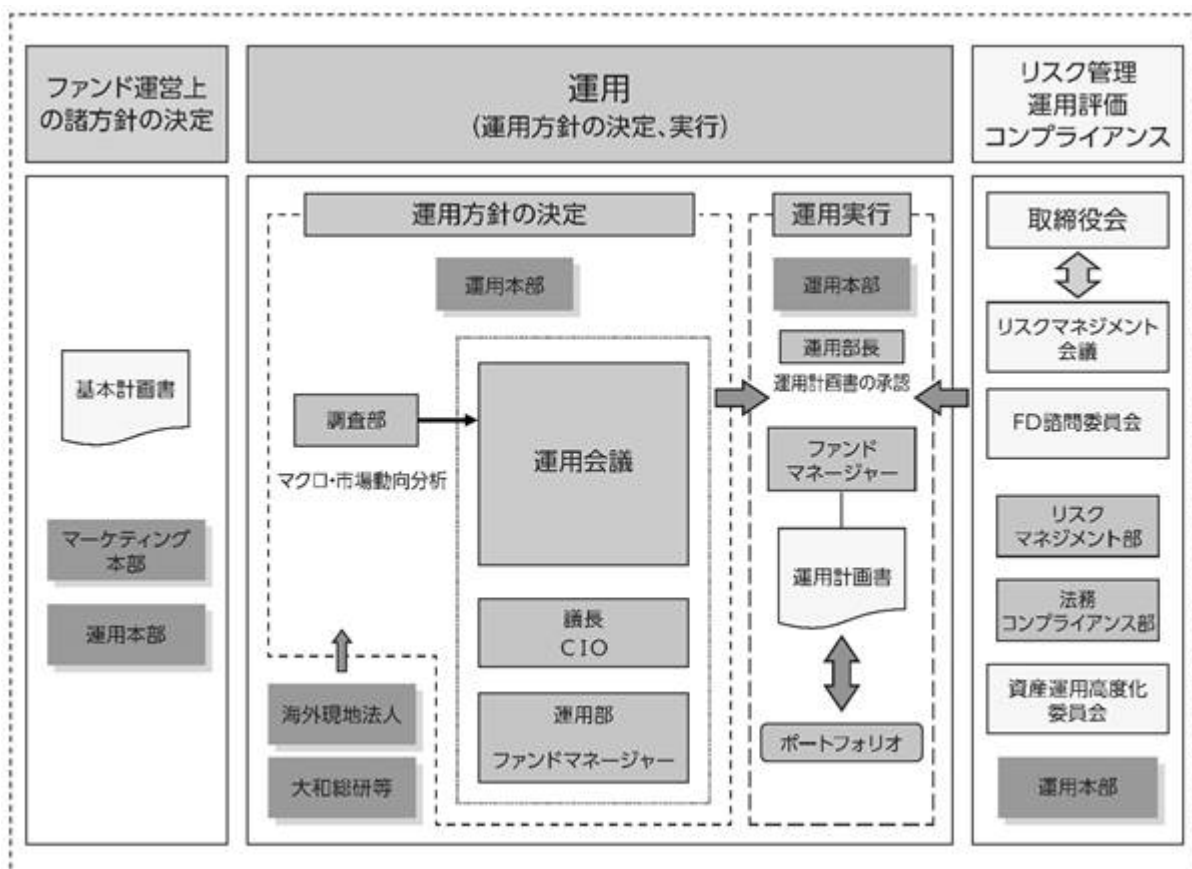 ファンド運営上
の諸方針の決定
基本計画書
マーケティング
本部
運用本部
運用
(運用方針の決定、実行)
運用方針の決定
運用本部
調査部
マクロ・市場動向分析
運用会議
議長
CIO
運用部
ファンドマネージャー
海外現地法人
大和総研等
運用実行
運用本部
運用部長
運用計画書の承認
ファンド
マネージャー
運用計画書
ポートフォリオ
リスク管理
運用評価
コンプライアンス
取締役会
リスクマネジメント
会議
FD諮問委員会
リスク
マネジメント部
法務
コンプライアンス部
資産運用高度化
委員会
運用本部